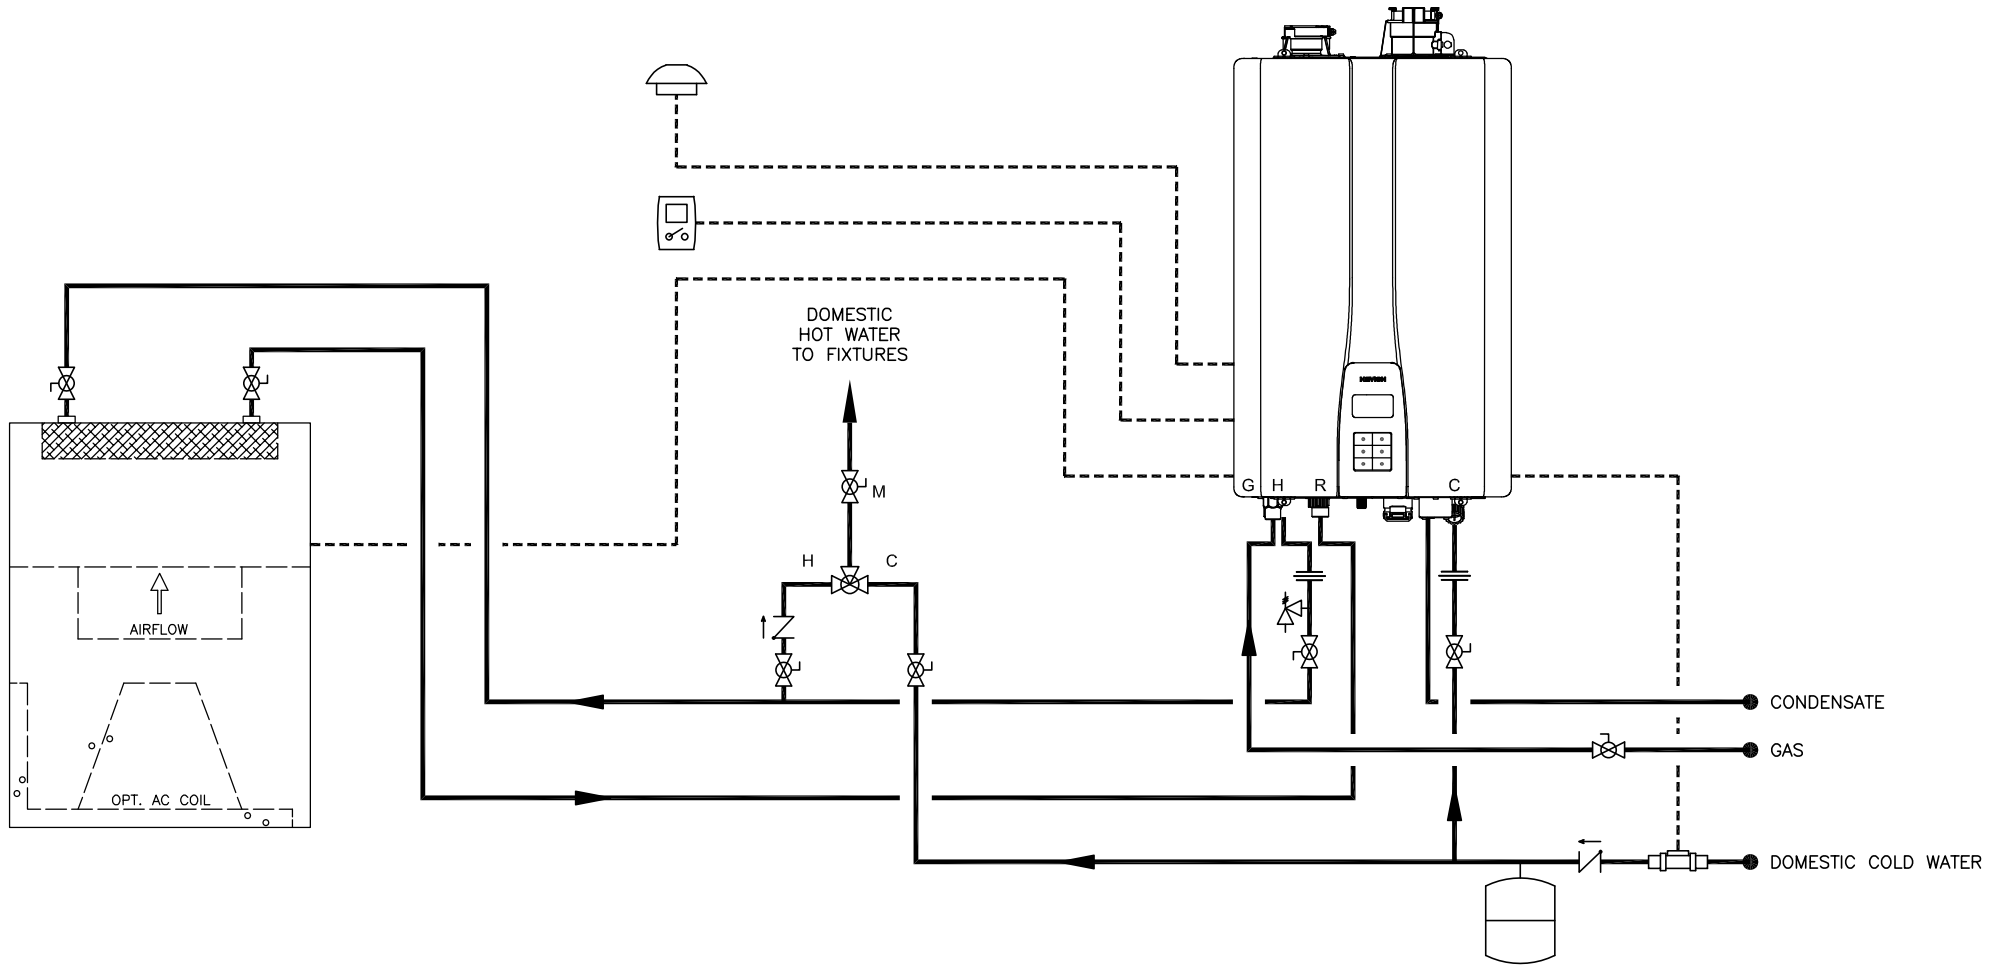 DOMESTIC
HOT WATER
TO FIXTURES
M
H
C
G H R C
AIRFLOW
OPT. AC COIL
CONDENSATE
GAS
DOMESTIC COLD WATER